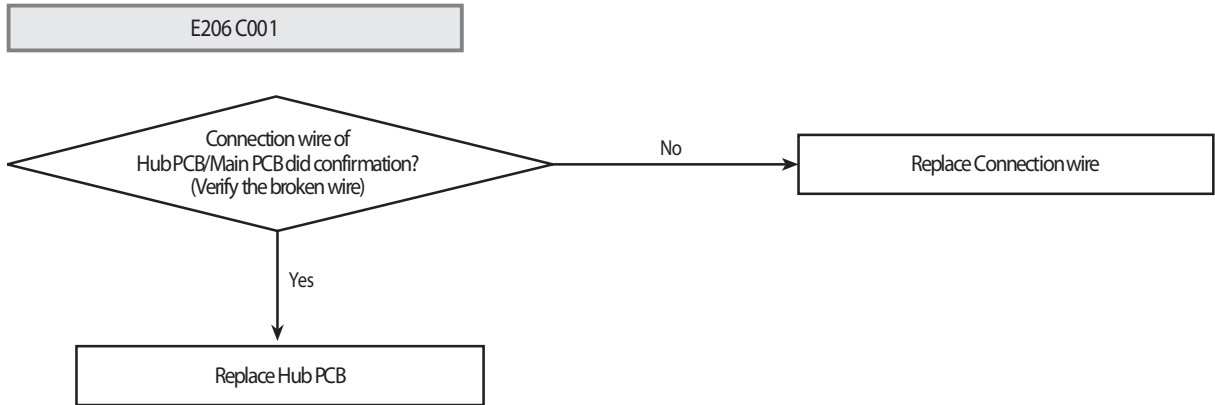 E206 C001
Connection wire of
Hub PCB/Main PCB did confirmation?
(Verify the broken wire)
No
Replace Connection wire
Yes
Replace Hub PCB